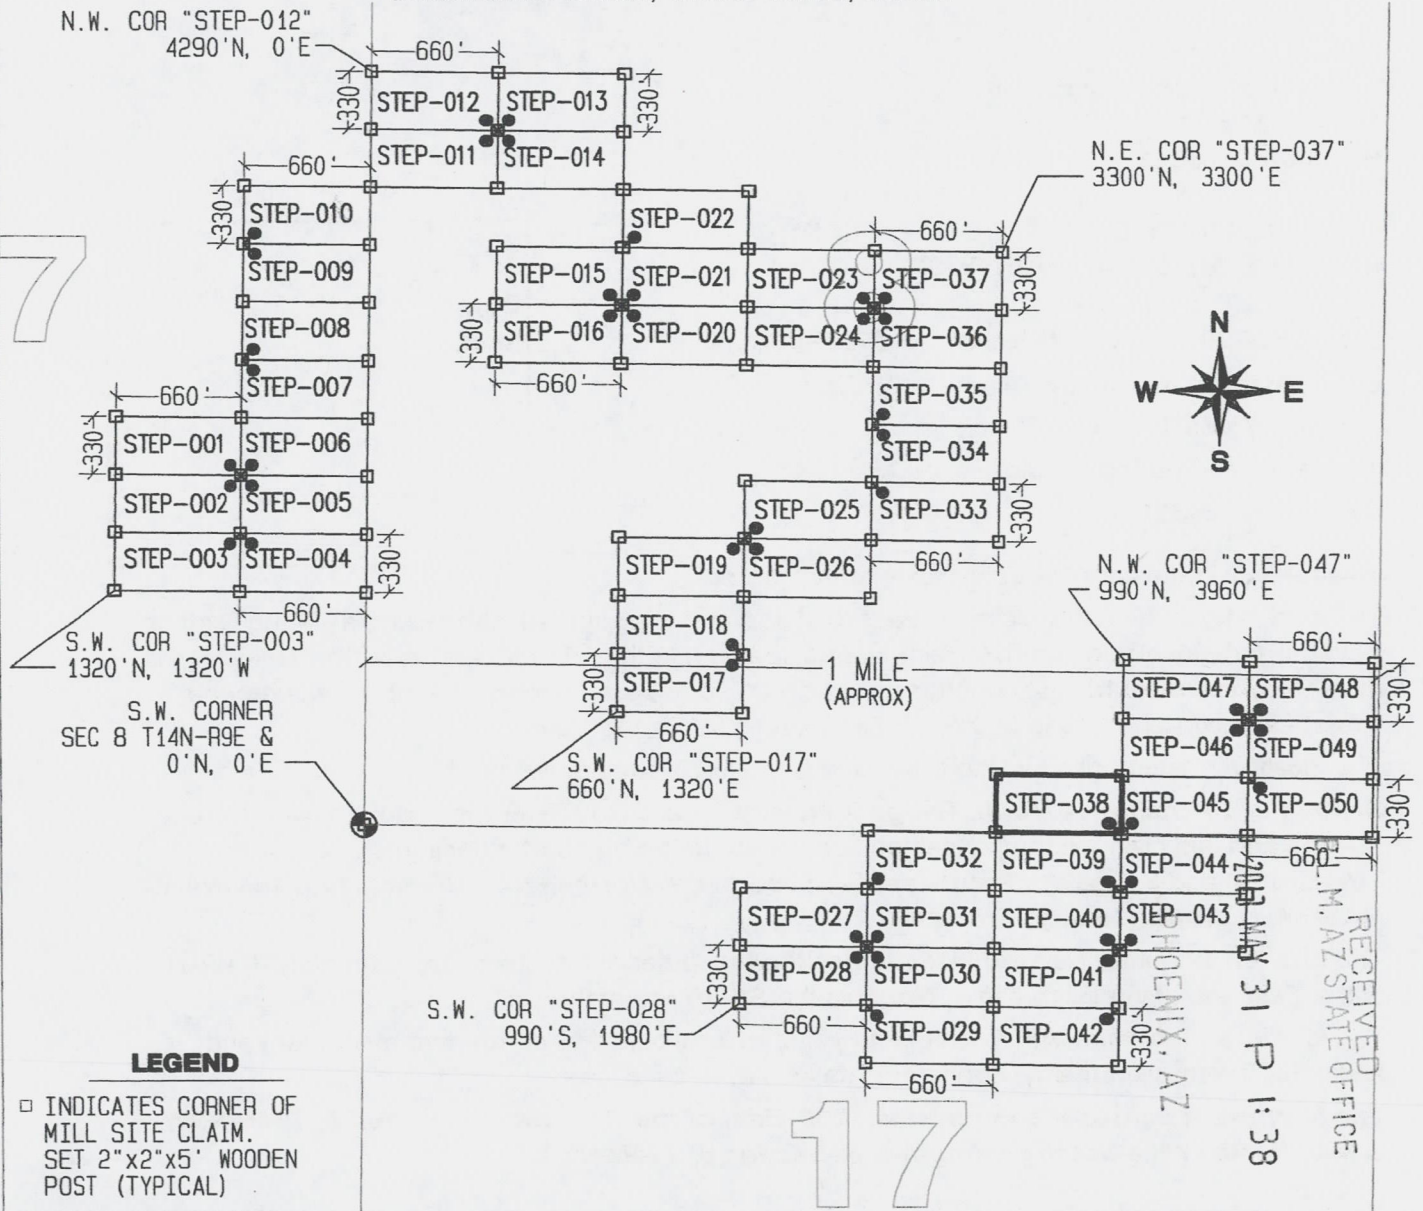 N.W. COR "STEP-012"
4290'N, 0'E
660'
330'
STEP-012
STEP-013
330'
STEP-011
STEP-014
N.E. COR "STEP-037"
3300'N, 3300'E
660'
330'
STEP-010
STEP-009
STEP-008
STEP-007
STEP-022
660'
STEP-015
STEP-021
STEP-023
STEP-037
330'
330'
STEP-016
STEP-020
STEP-024
STEP-036
660'
8
7
N
W
E
S
STEP-035
STEP-034
660'
330'
STEP-001
STEP-006
STEP-002
STEP-005
STEP-003
STEP-004
330'
660'
STEP-025
STEP-033
330'
STEP-019
STEP-026
660'
STEP-018
STEP-017
330'
660'
N.W. COR "STEP-047"
990'N, 3960'E
S.W. COR "STEP-003"
1320'N, 1320'W
1 MILE
(APPROX)
S.W. CORNER
SEC 8 T14N-R9E &
0'N, 0'E
S.W. COR "STEP-017"
660'N, 1320'E
660'
STEP-047
STEP-048
330'
STEP-046
STEP-049
STEP-038
STEP-045
STEP-050
330'
660'
STEP-032
STEP-039
STEP-044
STEP-027
STEP-031
STEP-040
STEP-043
330'
STEP-028
STEP-030
STEP-041
660'
STEP-029
STEP-042
330'
660'
S.W. COR "STEP-028"
990'S, 1980'E
17
RECEIVED
B.L.M. AZ STATE OFFICE
MAY 31 P 1:38
PHOENIX, AZ
LEGEND
INDICATES CORNER OF
MILL SITE CLAIM.
SET 2"x2"x5' WOODEN
POST (TYPICAL)